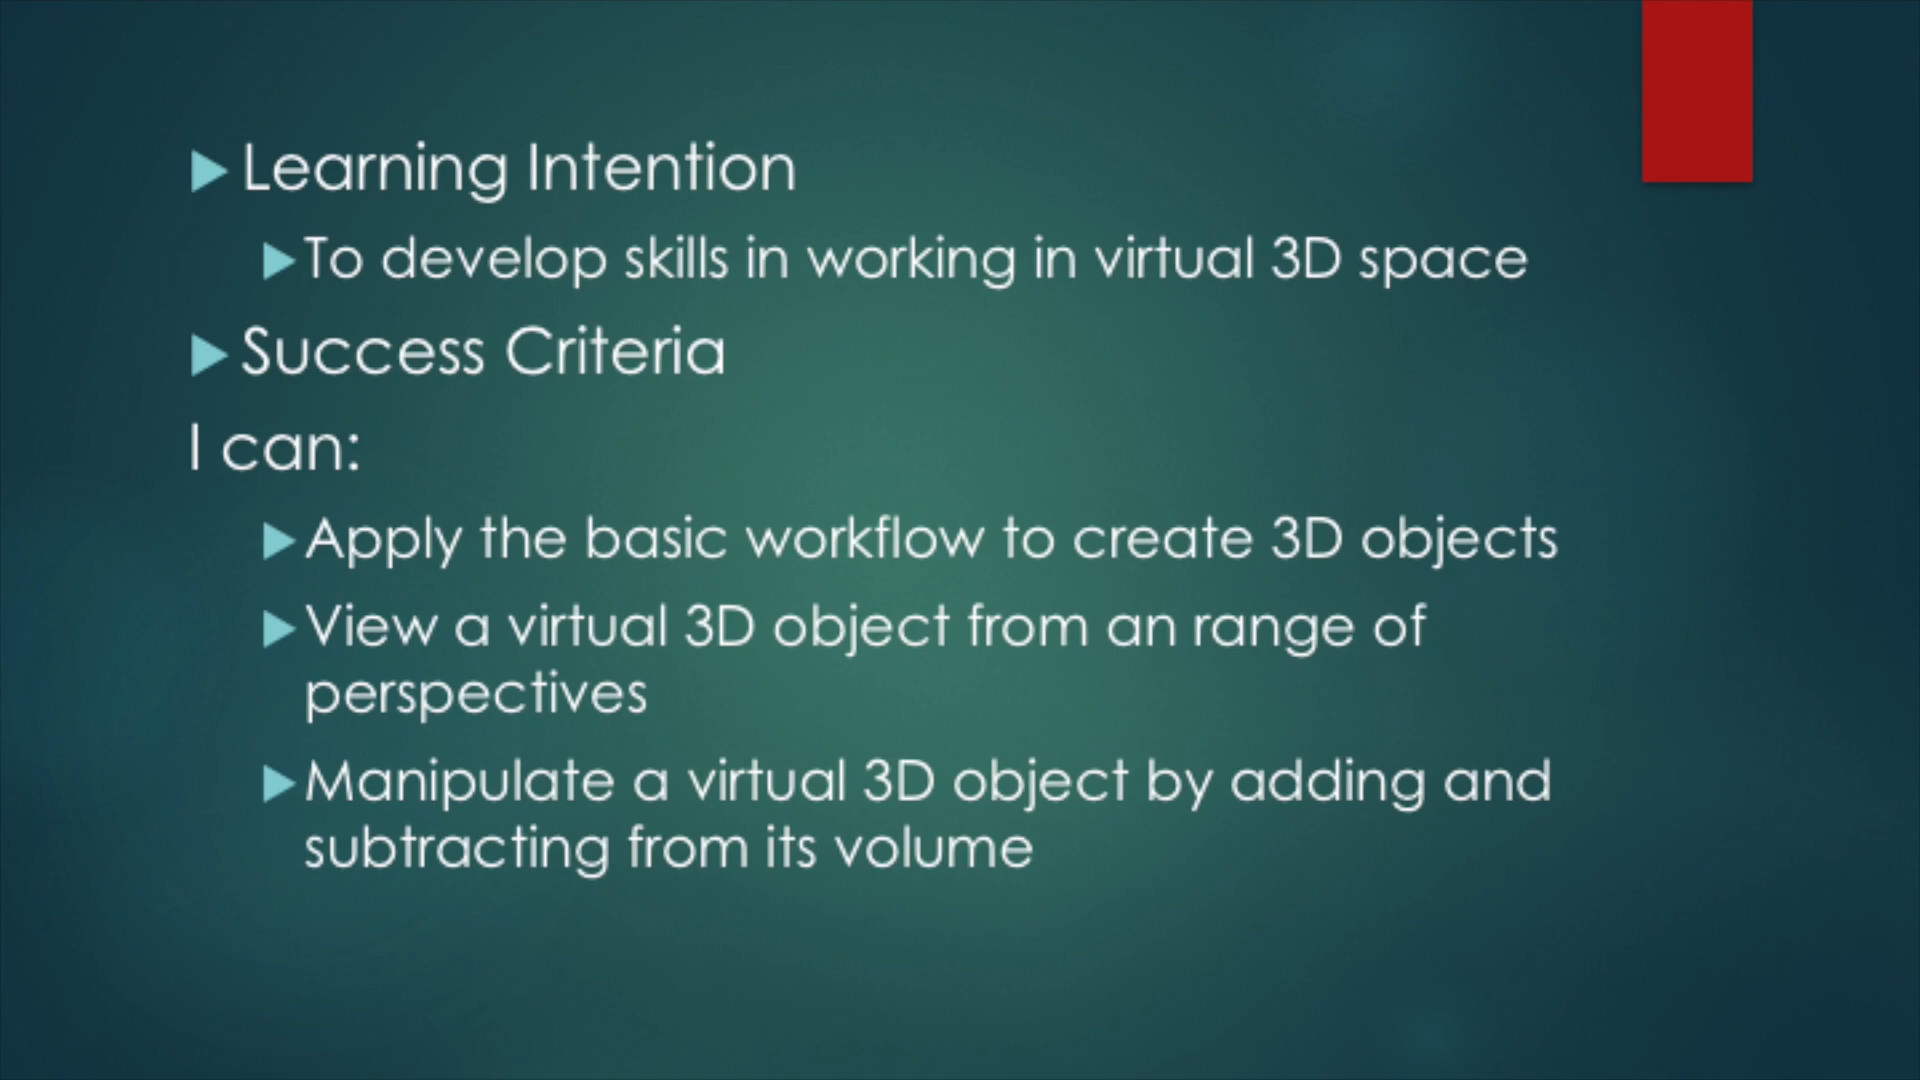 Learning Intention
To develop skills in working in virtual 3D space
Success Criteria
I can:
Apply the basic workflow to create 3D objects
View a virtual 3D object from an range of
perspectives
Manipulate a virtual 3D object by adding and
subtracting from its volume